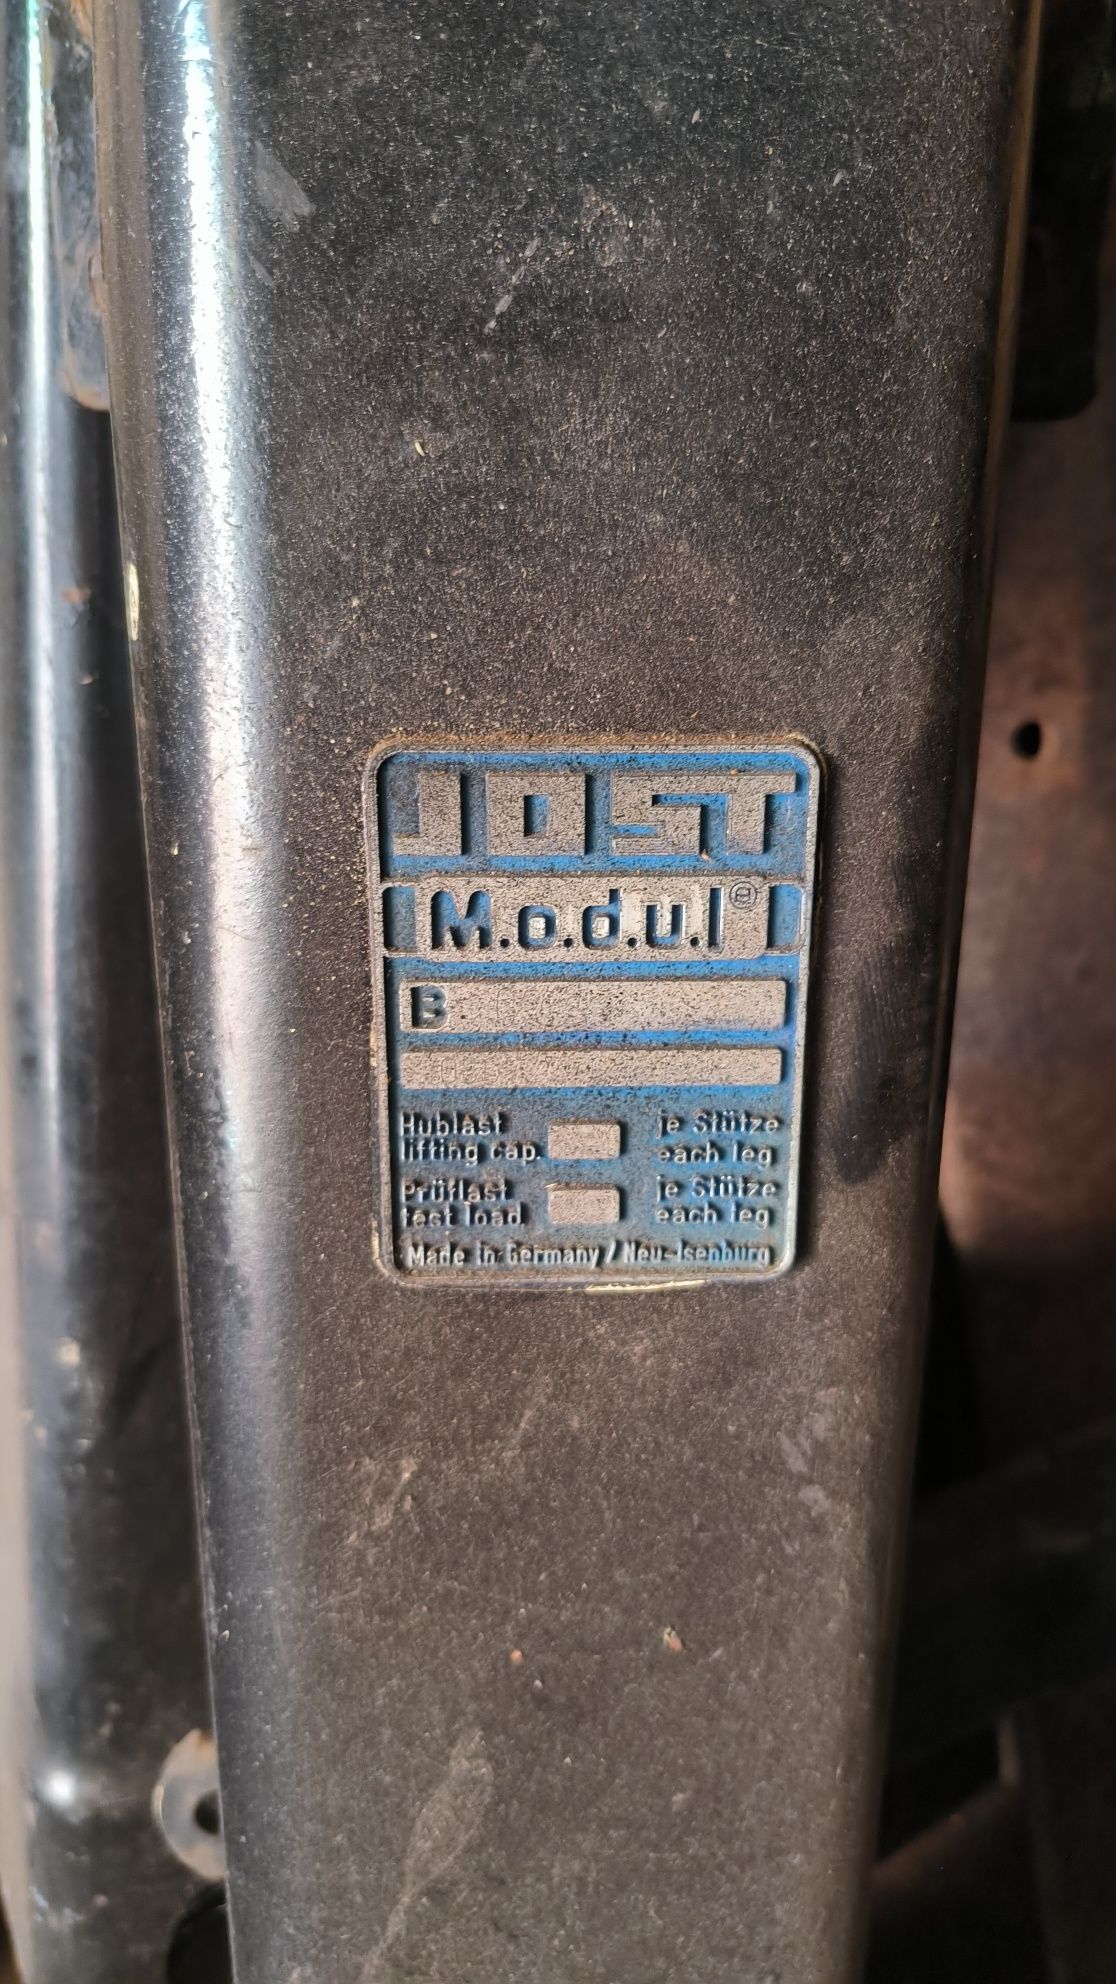 JOST
M.o.d.u.l®
B
Hublast je Stütze
lifting cap. each leg
Prüflast je Stütze
test load each leg
Made in Germany / Neu-Isenburg